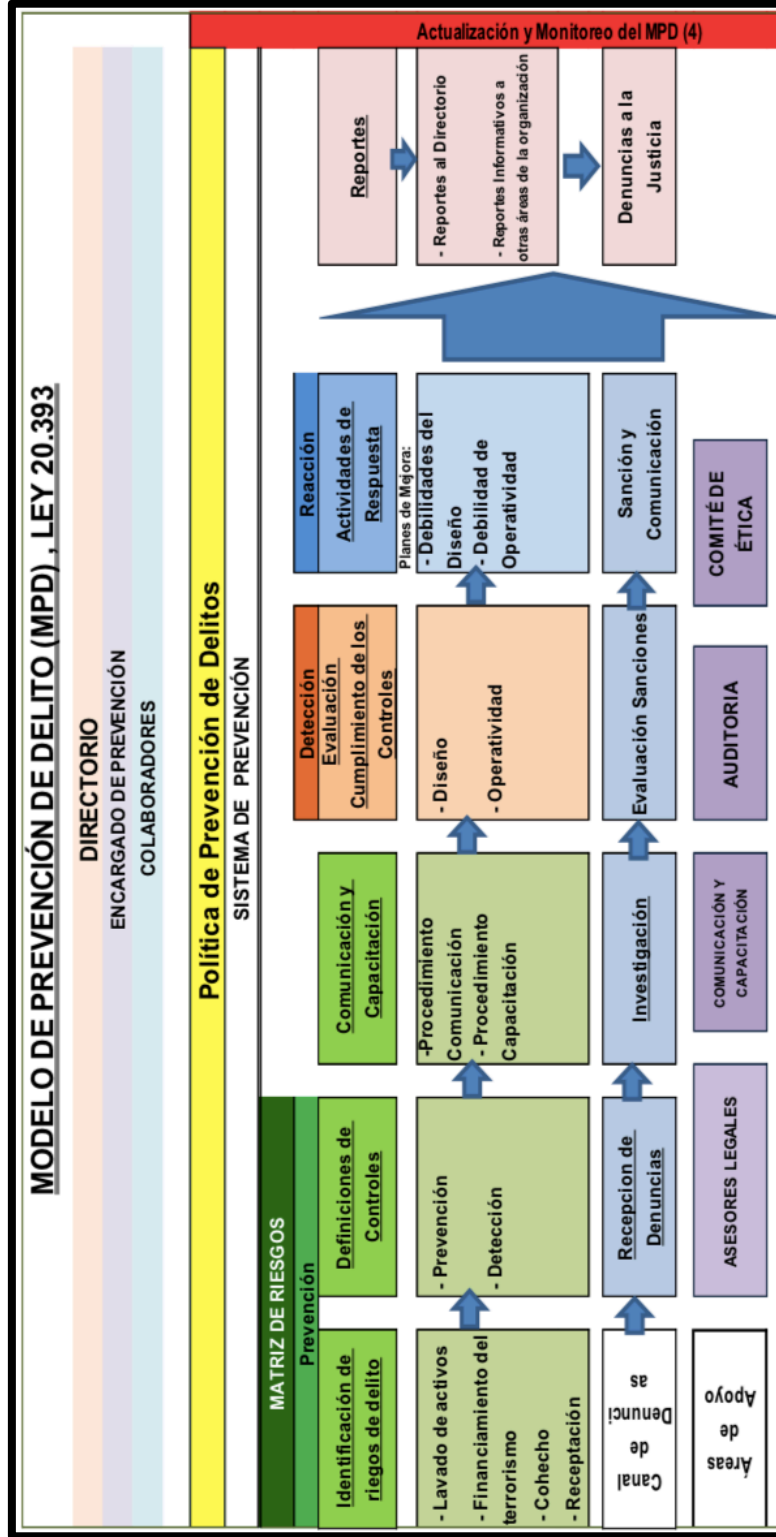 MODELO DE PREVENCIÓN DE DELITO (MPD) , LEY 20.393
DIRECTORIO
ENCARGADO DE PREVENCIÓN
COLABORADORES
Política de Prevención de Delitos
SISTEMA DE PREVENCIÓN
MATRIZ DE RIESGOS
Prevención
Identificación de
riegos de delito
Definiciones de
Controles
Comunicación y
Capacitación
Detección
Evaluación
Cumplimiento de los
Controles
Reacción
Actividades de
Respuesta
Reportes
- Lavado de activos
- Financiamiento del
terrorismo
- Cohecho
- Receptación
- Prevención
- Detección
-Procedimiento
Comunicación
- Procedimiento
Capacitación
- Diseño
- Operatividad
Planes de Mejora:
- Debilidades del
Diseño
- Debilidad de
Operatividad
- Reportes al Directorio
- Reportes Informativos a
otras áreas de la organización
Canal
de
Denunci
as
Recepcion de
Denuncias
Investigación
Evaluación Sanciones
Sanción y
Comunicación
Denuncias a la
Justicia
Áreas
de
Apoyo
ASESORES LEGALES
COMUNICACIÓN Y
CAPACITACIÓN
AUDITORIA
COMITÉ DE
ÉTICA
Actualización y Monitoreo del MPD (4)